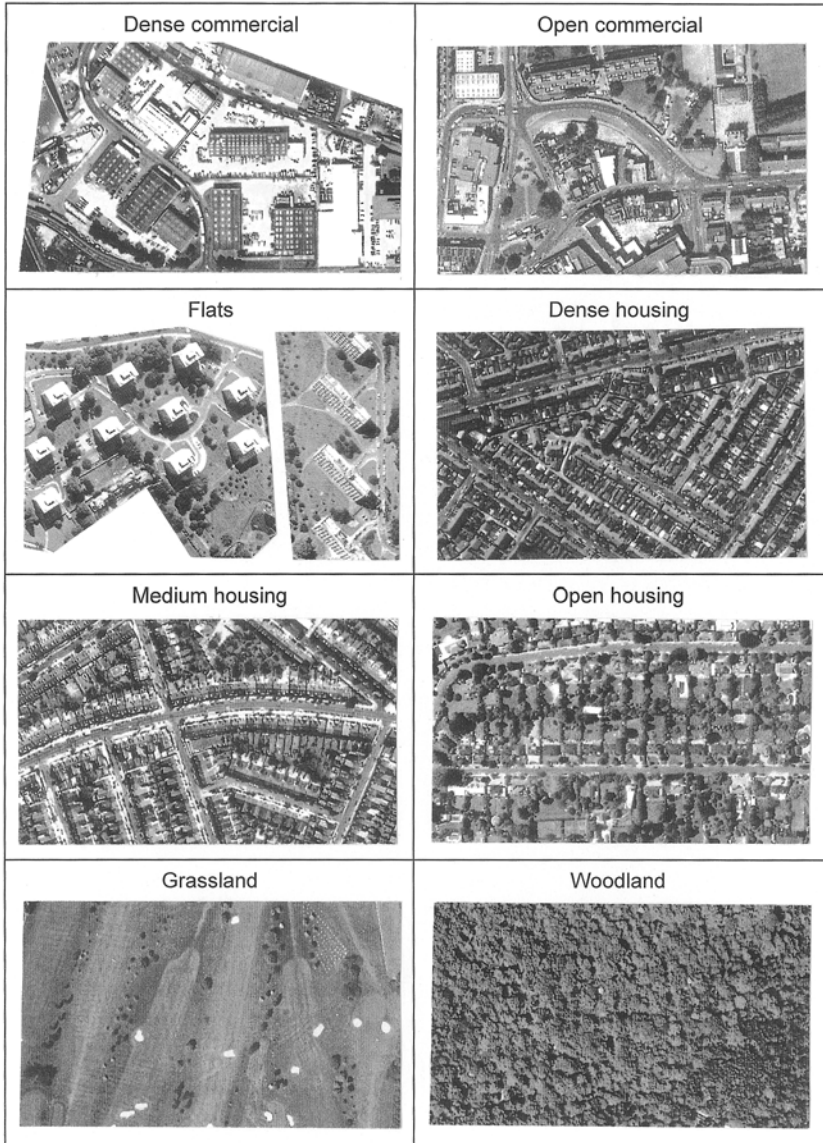 Dense commercial
Open commercial
Flats
Dense housing
Medium housing
Open housing
Grassland
Woodland